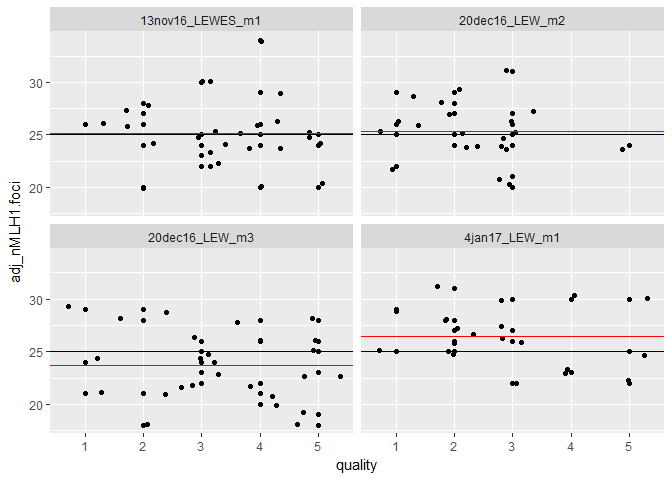 13nov16_LEWES_m1
20dec16_LEW_m2
30
25
20
20dec16_LEW_m3
4jan17_LEW_m1
30
25
20
1 2 3 4 5
1 2 3 4 5
adj_nMLH1.foci
quality